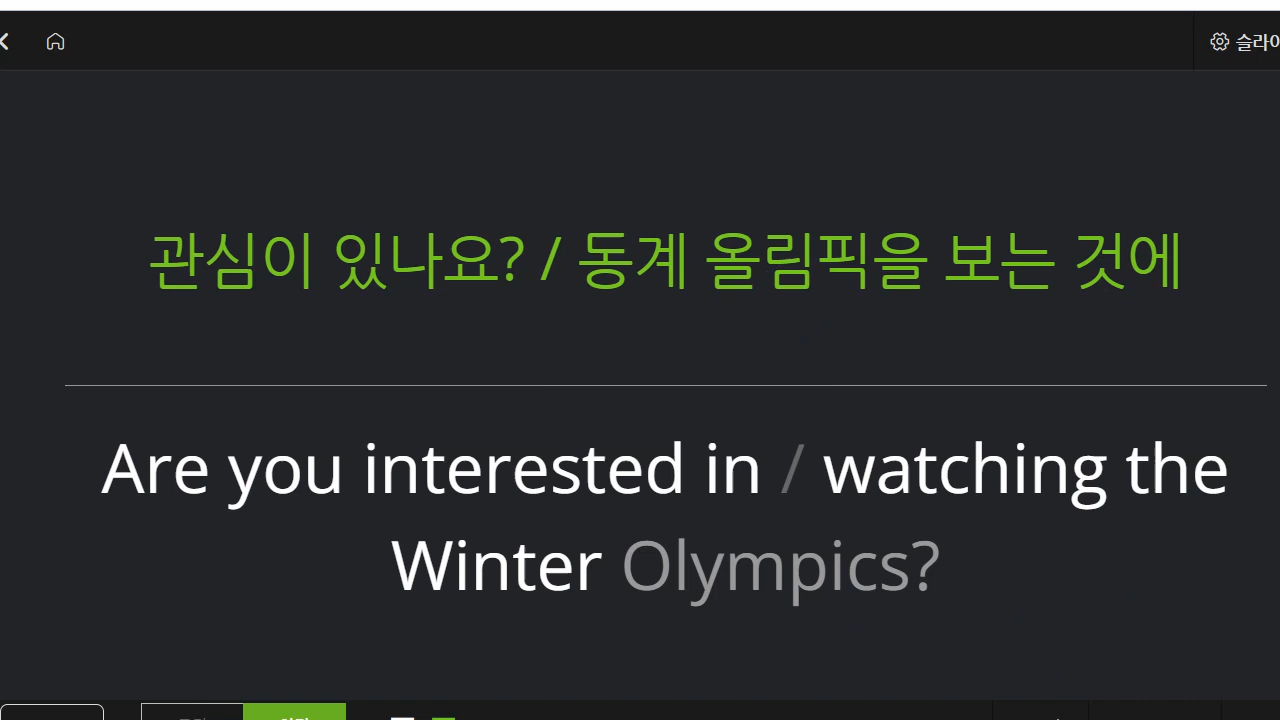 관심이 있나요? / 동계 올림픽을 보는 것에
Are you interested in / watching the
Winter Olympics?